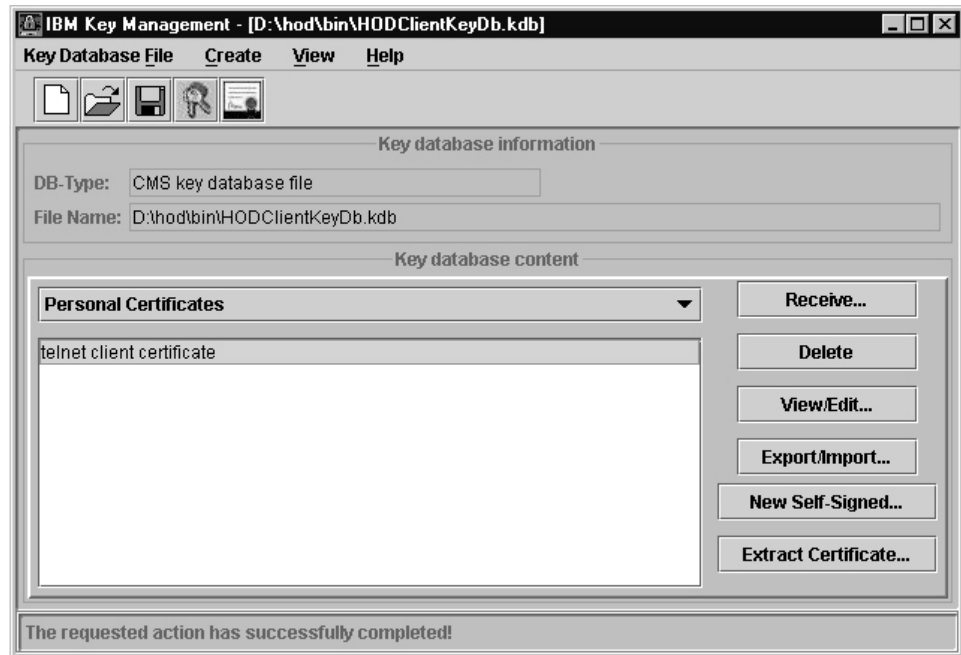 IBM Key Management - [D:\hod\bin\HODClientKeyDb.kdb]
Key Database File Create View Help
Key database information
DB-Type: CMS key database file
File Name: D:\hod\bin\HODClientKeyDb.kdb
Key database content
Personal Certificates
Receive...
telnet client certificate
Delete
View/Edit...
Export/Import...
New Self-Signed...
Extract Certificate...
The requested action has successfully completed!